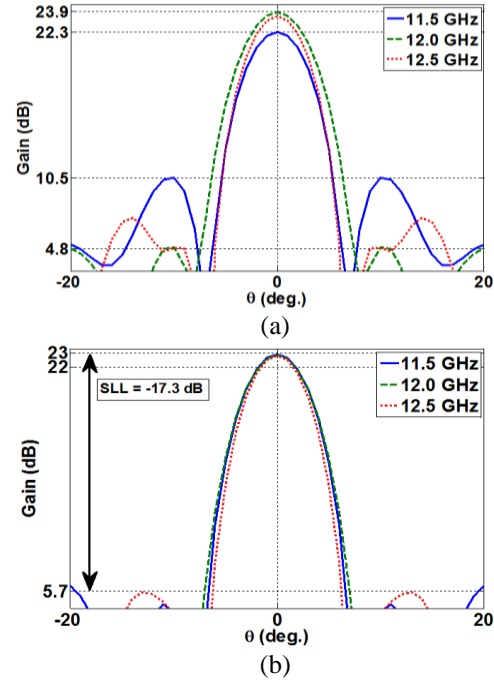 23.9
22.3
10.5
4.8
Gain (dB)
11.5 GHz
12.0 GHz
12.5 GHz
-20
0
20
θ (deg.)
(a)
23
22
5.7
Gain (dB)
SLL = -17.3 dB
11.5 GHz
12.0 GHz
12.5 GHz
-20
0
20
θ (deg.)
(b)